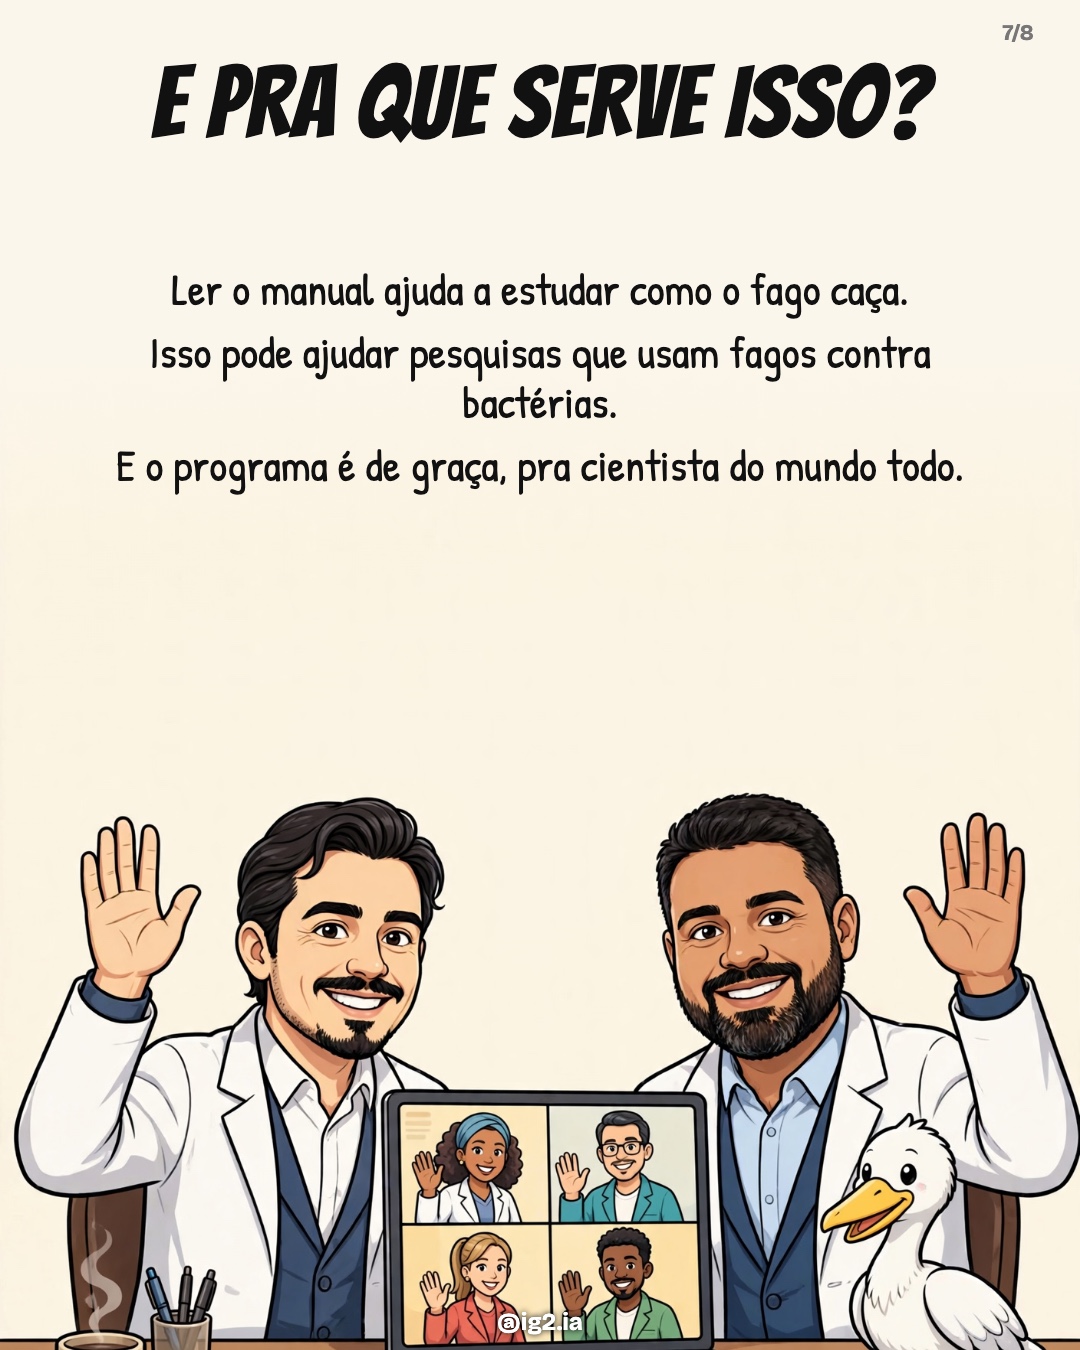 7/8
E PRA QUE SERVE ISSO?
Ler o manual ajuda a estudar como o fago caça.
Isso pode ajudar pesquisas que usam fagos contra
bactérias.
E o programa é de graça, pra cientista do mundo todo.
@ig2.ia